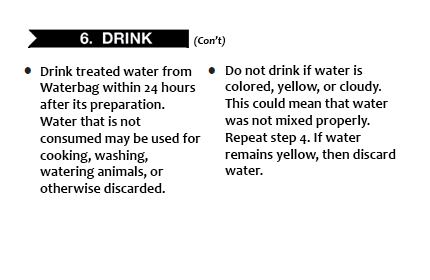 6. DRINK (Con't)
• Drink treated water from
Waterbag within 24 hours
after its preparation.
Water that is not
consumed may be used for
cooking, washing,
watering animals, or
otherwise discarded.
• Do not drink if water is
colored, yellow, or cloudy.
This could mean that water
was not mixed properly.
Repeat step 4. If water
remains yellow, then discard
water.